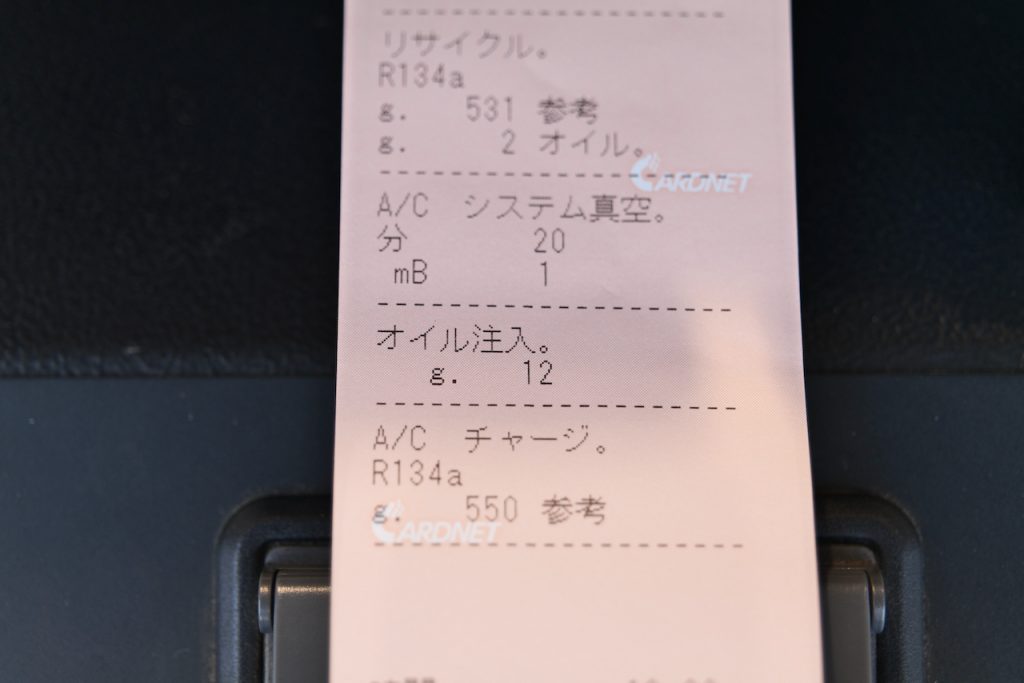 リサイクル。
R134a
g. 531 参考
g. 2 オイル。
CARDNET
A/C システム真空。
分 20
mB 1
オイル注入。
g. 12
A/C チャージ。
R134a
g. 550 参考
CARDNET